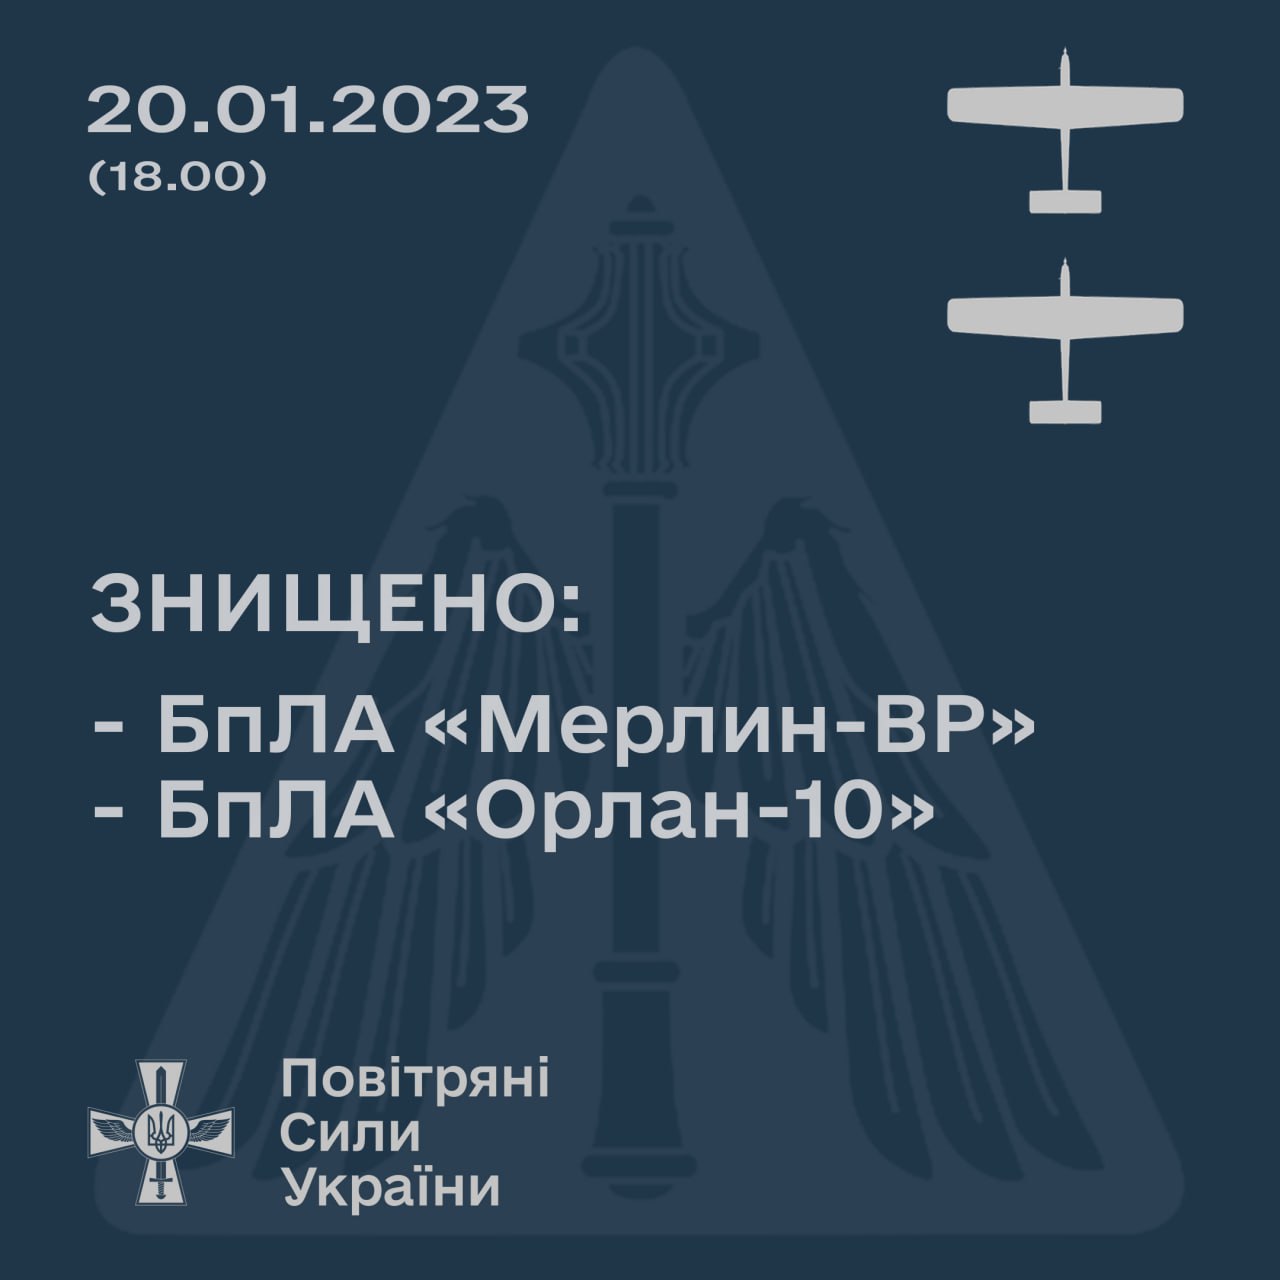 20.01.2023
(18.00)
ЗНИЩЕНО:
- БпЛА «Мерлин-ВР»
- БпЛА «Орлан-10»
Повітряні
Сили
України